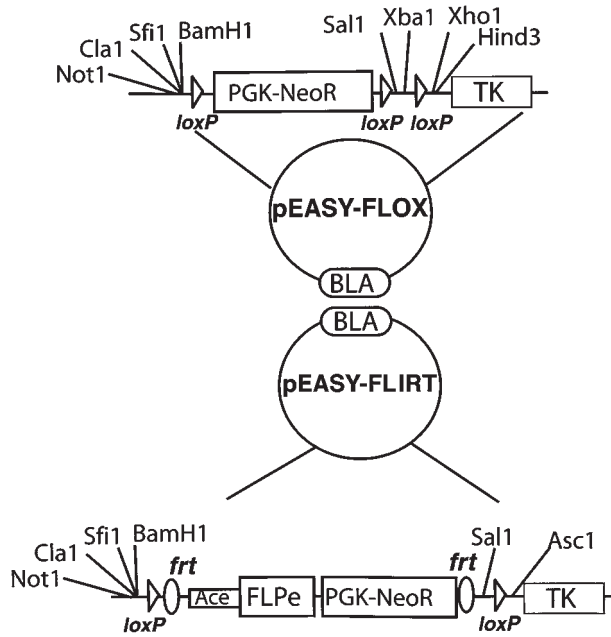 Sfi1 BamH1
Cla1
Not1
Sal1 Xba1 Xho1
Hind3
PGK-NeoR
TK
loxP loxP loxP
pEASY-FLOX
BLA
BLA
pEASY-FLIRT
Sfi1 BamH1
Cla1
Not1
frt frt
Sal1 Asc1
Ace FLPe PGK-NeoR TK
loxP loxP